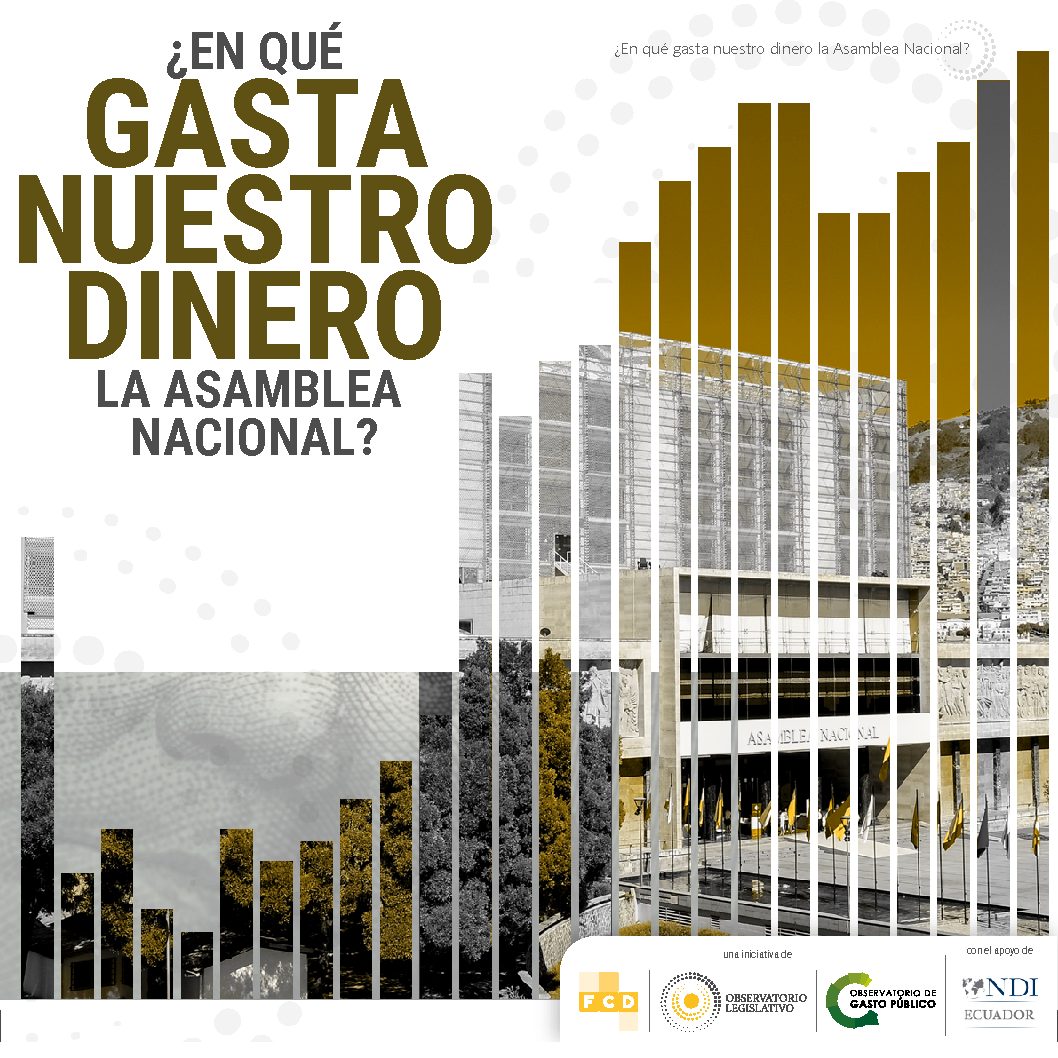 ¿EN QUÉ
GASTA
NUESTRO
DINERO
LA ASAMBLEA
NACIONAL?
¿En qué gasta nuestro dinero la Asamblea Nacional?
ASAMBLEA NACIONAL
una iniciativa de
con el apoyo de
FCD
OBSERVATORIO
LEGISLATIVO
OBSERVATORIO DE
GASTO PÚBLICO
NDI
ECUADOR